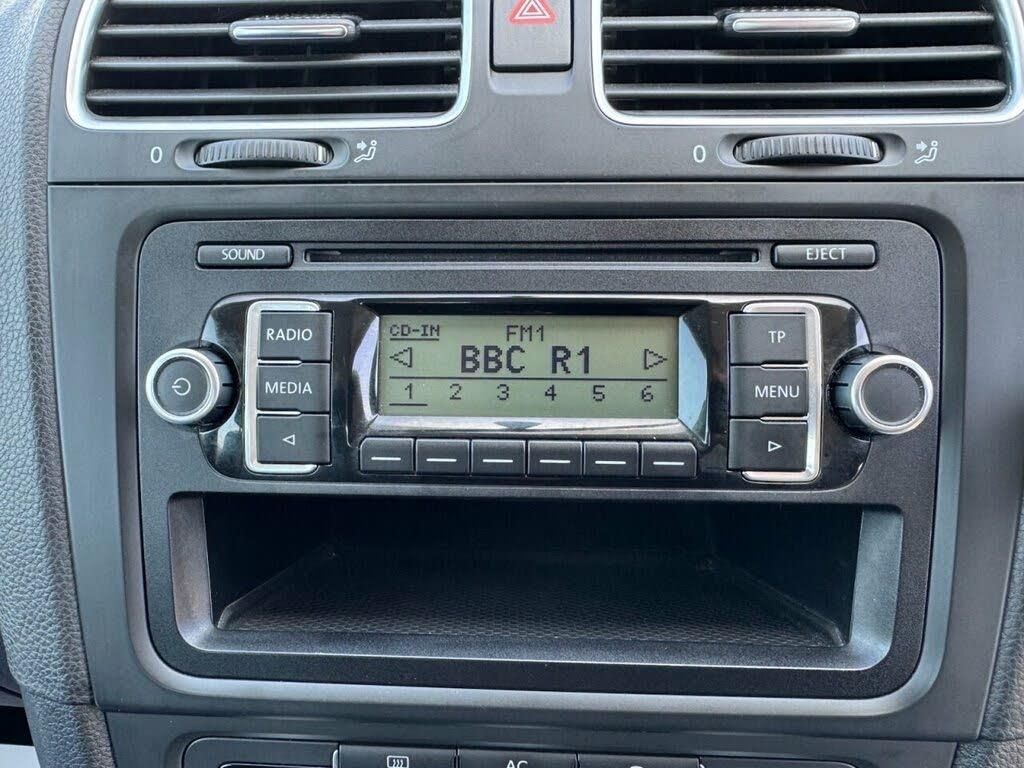 0
0
SOUND
EJECT
RADIO
CD-IN FM1
TP
BBC R1
MEDIA
MENU
1 2 3 4 5 6
AC